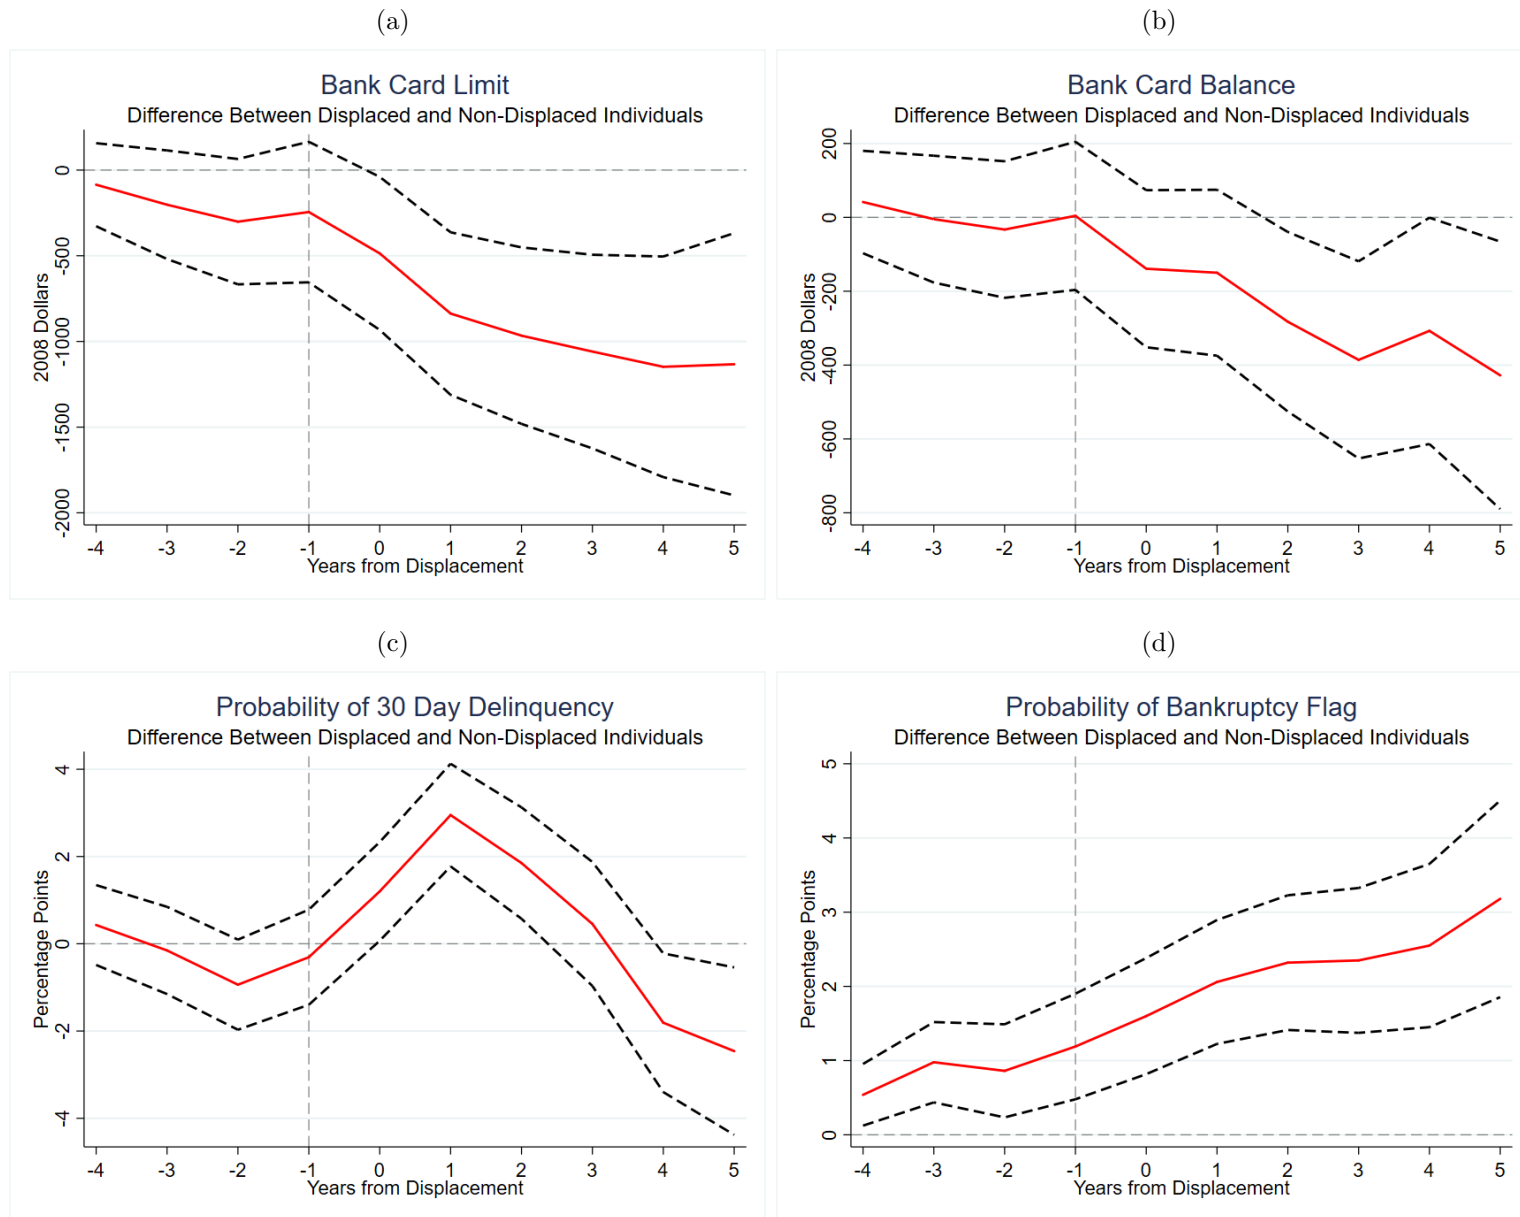 (a)
Bank Card Limit
Difference Between Displaced and Non-Displaced Individuals
2008 Dollars
0
-500
-1000
-1500
-2000
-4 -3 -2 -1 0 1 2 3 4 5
Years from Displacement
(b)
Bank Card Balance
Difference Between Displaced and Non-Displaced Individuals
2008 Dollars
200
0
-200
-400
-600
-800
-4 -3 -2 -1 0 1 2 3 4 5
Years from Displacement
(c)
Probability of 30 Day Delinquency
Difference Between Displaced and Non-Displaced Individuals
Percentage Points
4
2
0
-2
-4
-4 -3 -2 -1 0 1 2 3 4 5
Years from Displacement
(d)
Probability of Bankruptcy Flag
Difference Between Displaced and Non-Displaced Individuals
Percentage Points
5
4
3
2
1
0
-4 -3 -2 -1 0 1 2 3 4 5
Years from Displacement